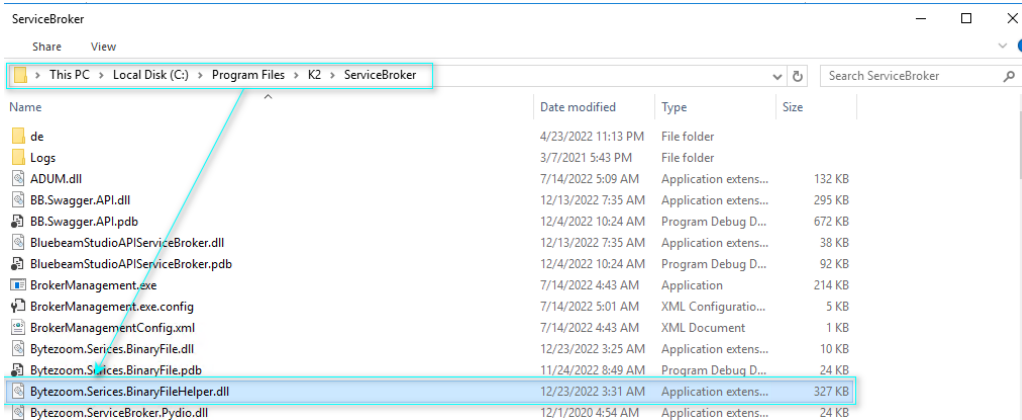 ServiceBroker
Share View
This PC > Local Disk (C:) > Program Files > K2 > ServiceBroker Search ServiceBroker
Name Date modified Type Size
de 4/23/2022 11:13 PM File folder
Logs 3/7/2021 5:43 PM File folder
ADUM.dll 7/14/2022 5:09 AM Application extens... 132 KB
BB.Swagger.API.dll 12/13/2022 7:35 AM Application extens... 295 KB
BB.Swagger.API.pdb 12/4/2022 10:24 AM Program Debug D... 672 KB
BluebeamStudioAPIServiceBroker.dll 12/13/2022 7:35 AM Application extens... 38 KB
BluebeamStudioAPIServiceBroker.pdb 12/4/2022 10:24 AM Program Debug D... 92 KB
BrokerManagement.exe 7/14/2022 4:43 AM Application 214 KB
BrokerManagement.exe.config 7/14/2022 5:01 AM XML Configuratio... 5 KB
BrokerManagementConfig.xml 7/14/2022 4:43 AM XML Document 1 KB
Bytezoom.Serices.BinaryFile.dll 12/23/2022 3:25 AM Application extens... 10 KB
Bytezoom.Serices.BinaryFile.pdb 11/24/2022 8:49 AM Program Debug D... 24 KB
Bytezoom.Serices.BinaryFileHelper.dll 12/23/2022 3:31 AM Application extens... 327 KB
Bytezoom.ServiceBroker.Pydio.dll 12/1/2020 4:54 AM Application extens... 24 KB